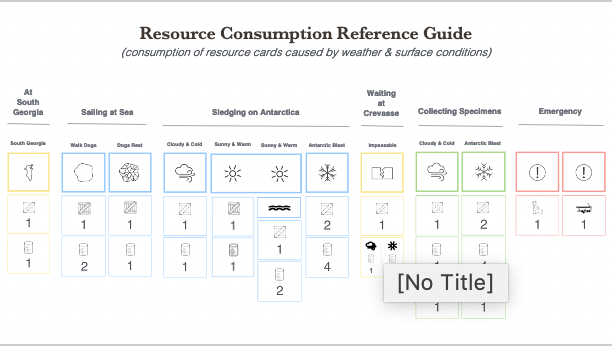 Resource Consumption Reference Guide
(consumption of resource cards caused by weather & surface conditions)
At
South
Georgia
Sailing at Sea
Sledging on Antarctica
Waiting
at
Crevasse
Collecting Specimens
Emergency
South Georgia
Walk Dogs
Dogs Rest
Cloudy & Cold
Sunny & Warm
Sunny & Warm
Antarctic Blast
Impassable
Cloudy & Cold
Antarctic Blast
1 1 1 1 1 2 1 1 2 1 1
1 2 1 1 1 1 4 1
2
[No Title]
1 1